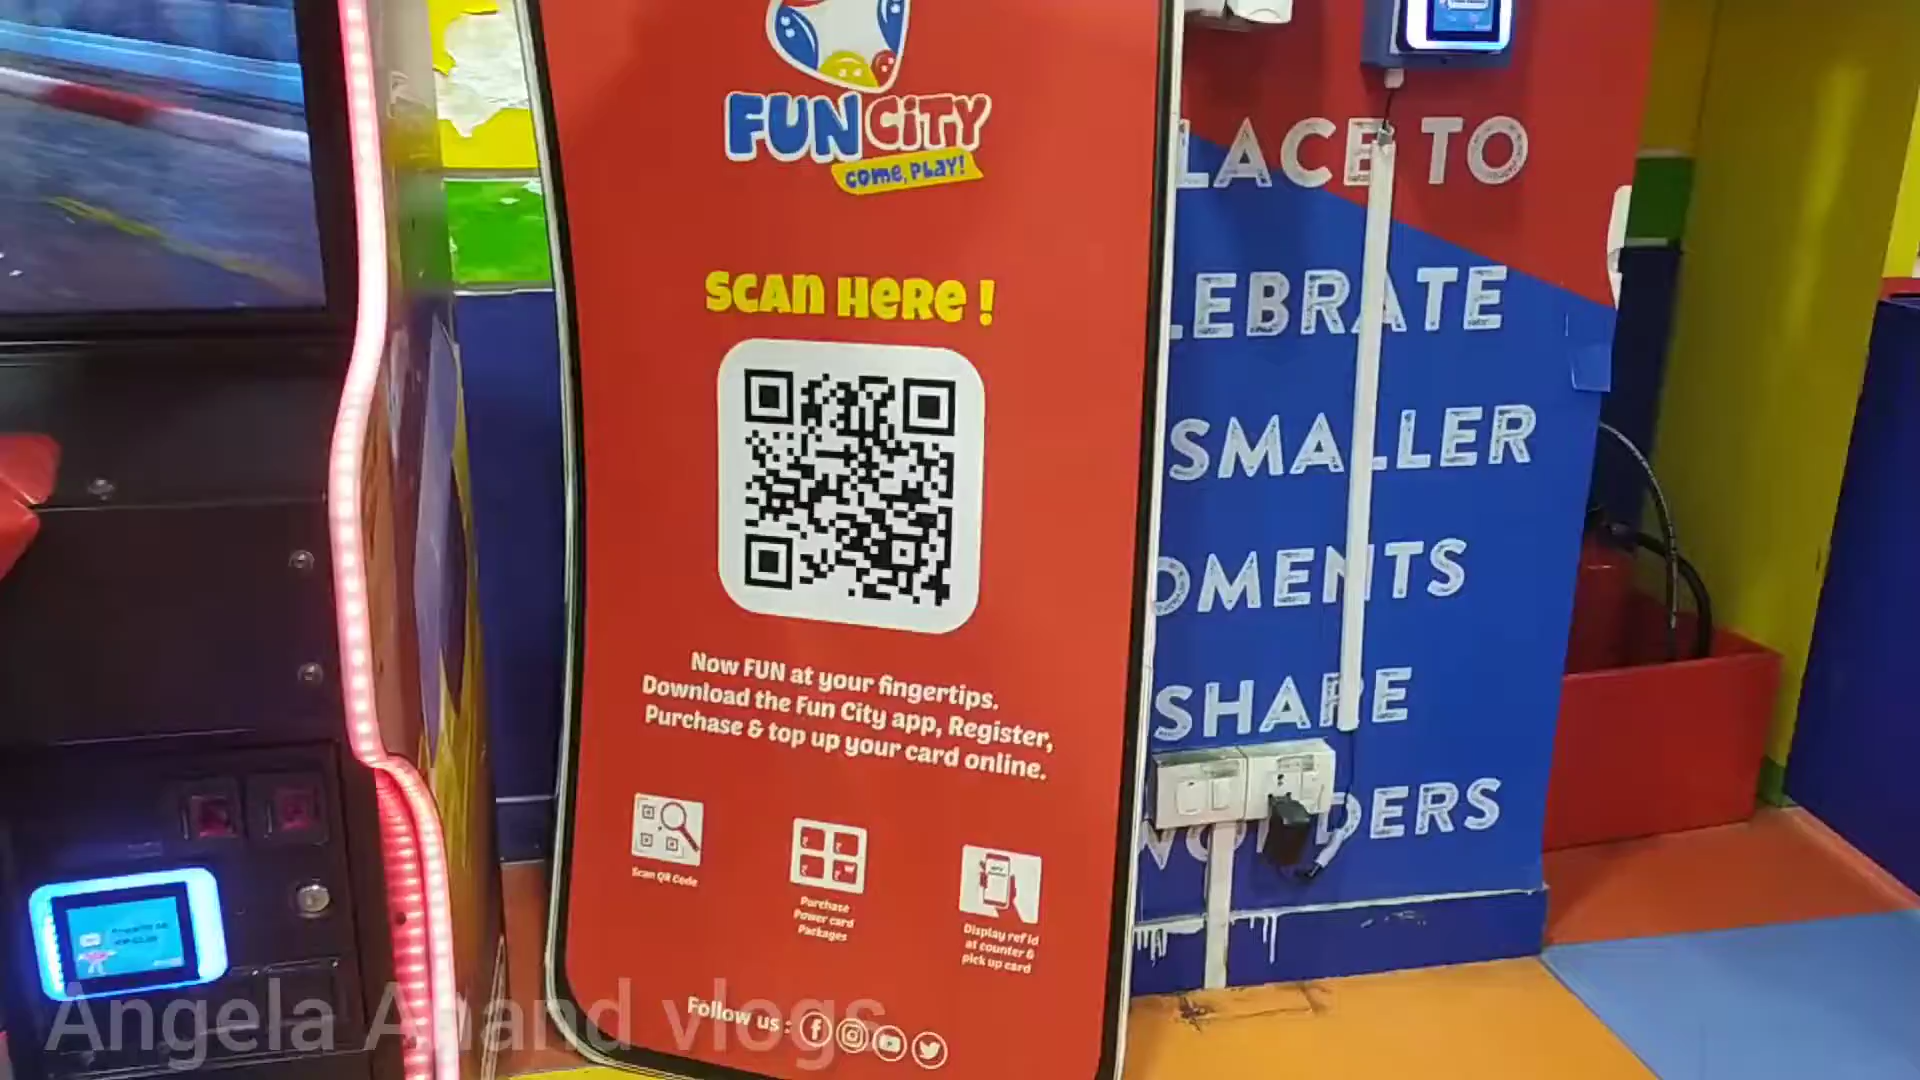 FUN CITY
COME, PLAY!
SCAN HERE !
Now FUN at your fingertips.
Download the Fun City app, Register,
Purchase & top up your card online.
Scan QR Code
Purchase
Power card
Packages
Display ref id
at counter &
pick up card
Follow us :
LACE TO
LEBRATE
SMALLER
OMENTS
SHARE
WONDERS
Angela Anand vlogs